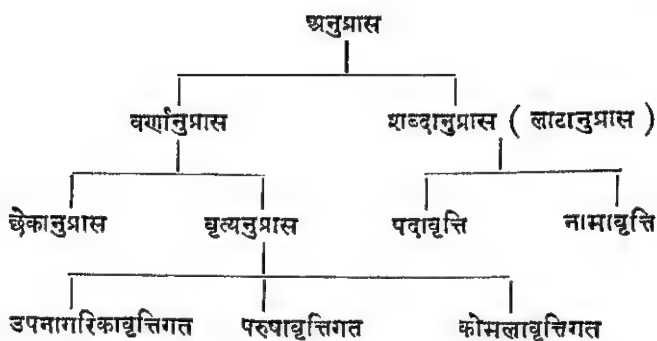 अनुप्रास
वर्णानुप्रास शब्दानुप्रास ( लाटानुप्रास )
छेकानुप्रास वृत्यनुप्रास पदावृत्ति नामावृत्ति
उपनागरिकावृत्तिगत परुषावृत्तिगत कोमलावृत्तिगत